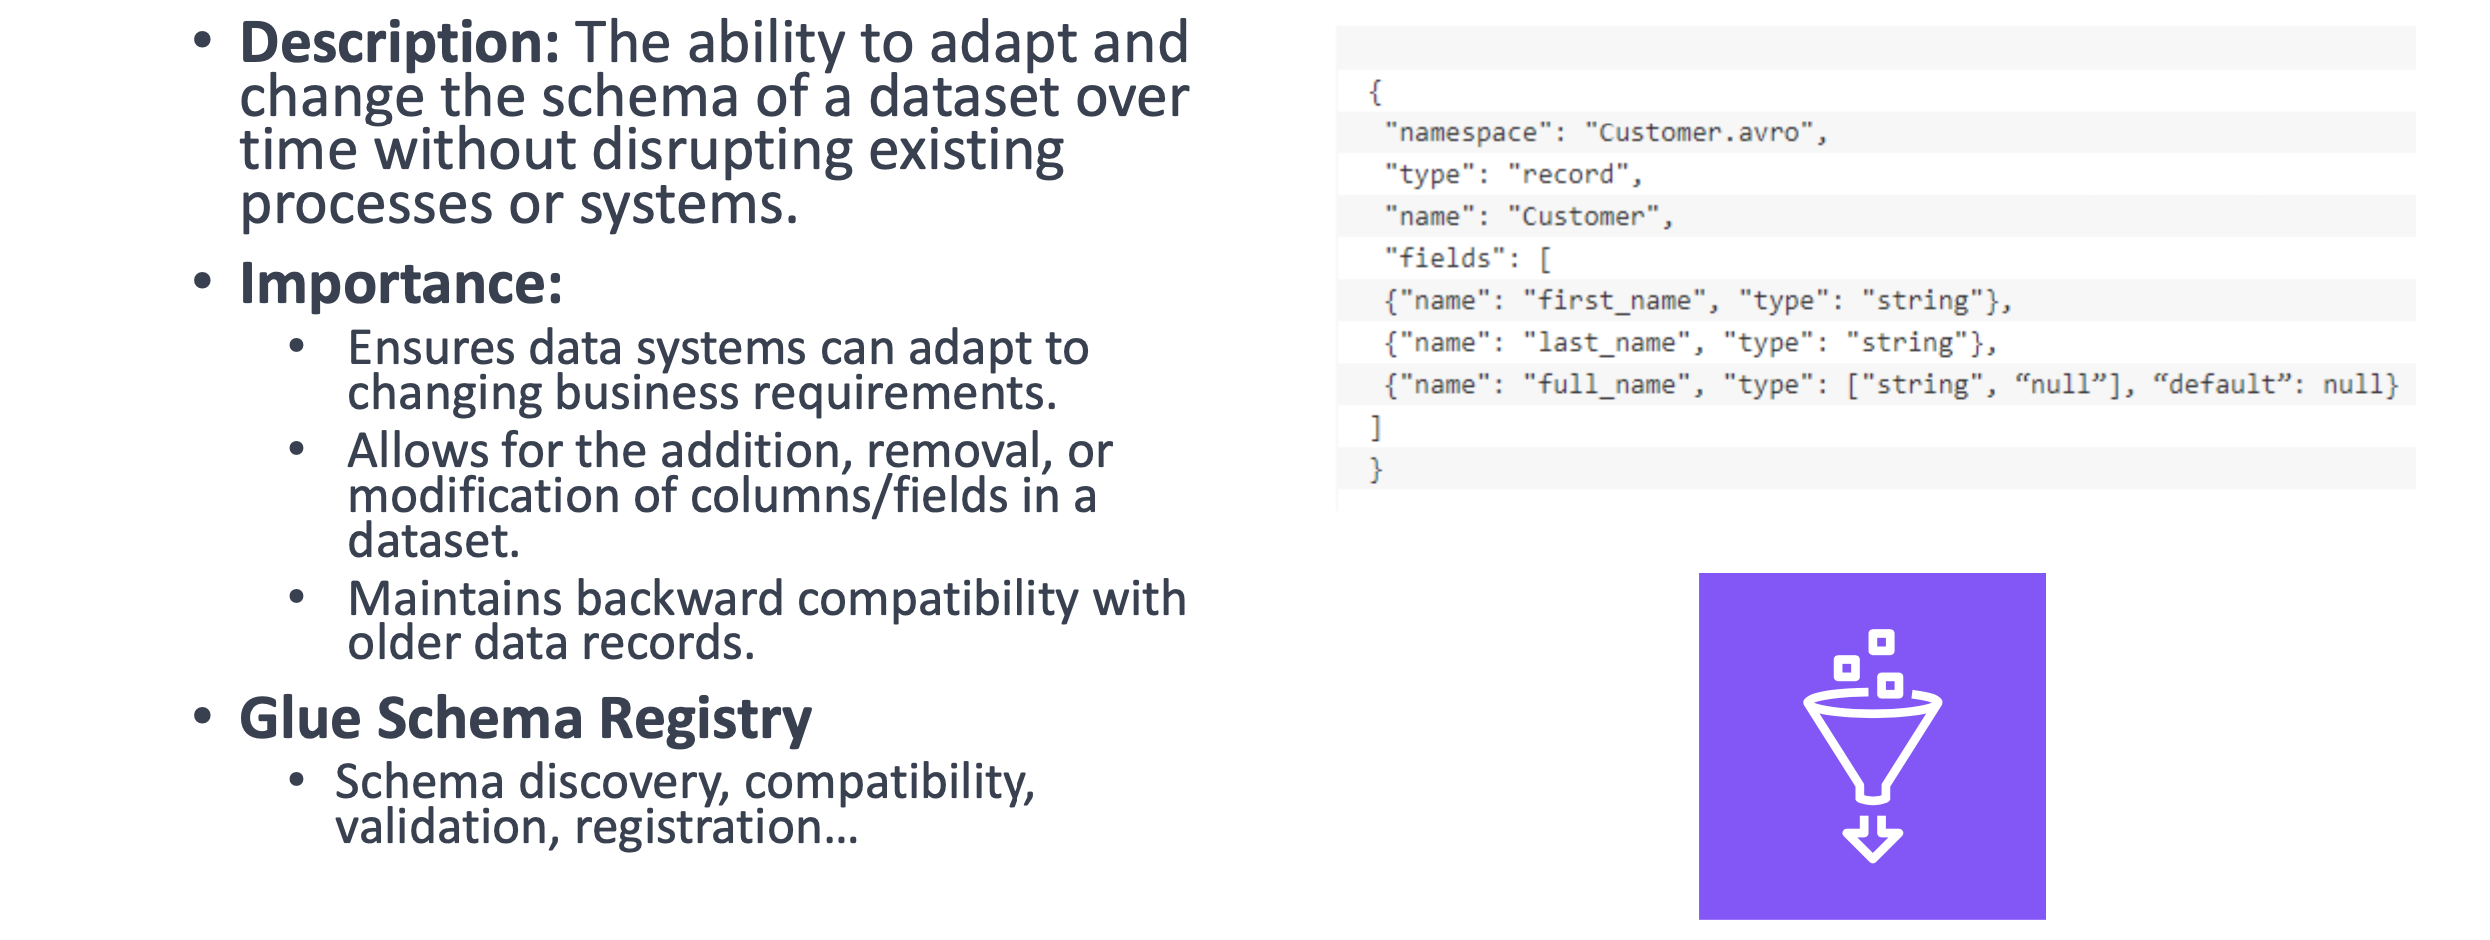 • Description: The ability to adapt and
change the schema of a dataset over
time without disrupting existing
processes or systems.
• Importance:
• Ensures data systems can adapt to
changing business requirements.
• Allows for the addition, removal, or
modification of columns/fields in a
dataset.
• Maintains backward compatibility with
older data records.
• Glue Schema Registry
• Schema discovery, compatibility,
validation, registration...
{
"namespace": "Customer.avro",
"type": "record",
"name": "Customer",
"fields": [
{"name": "first_name", "type": "string"},
{"name": "last_name", "type": "string"},
{"name": "full_name", "type": ["string", “null”], “default”: null}
]
}